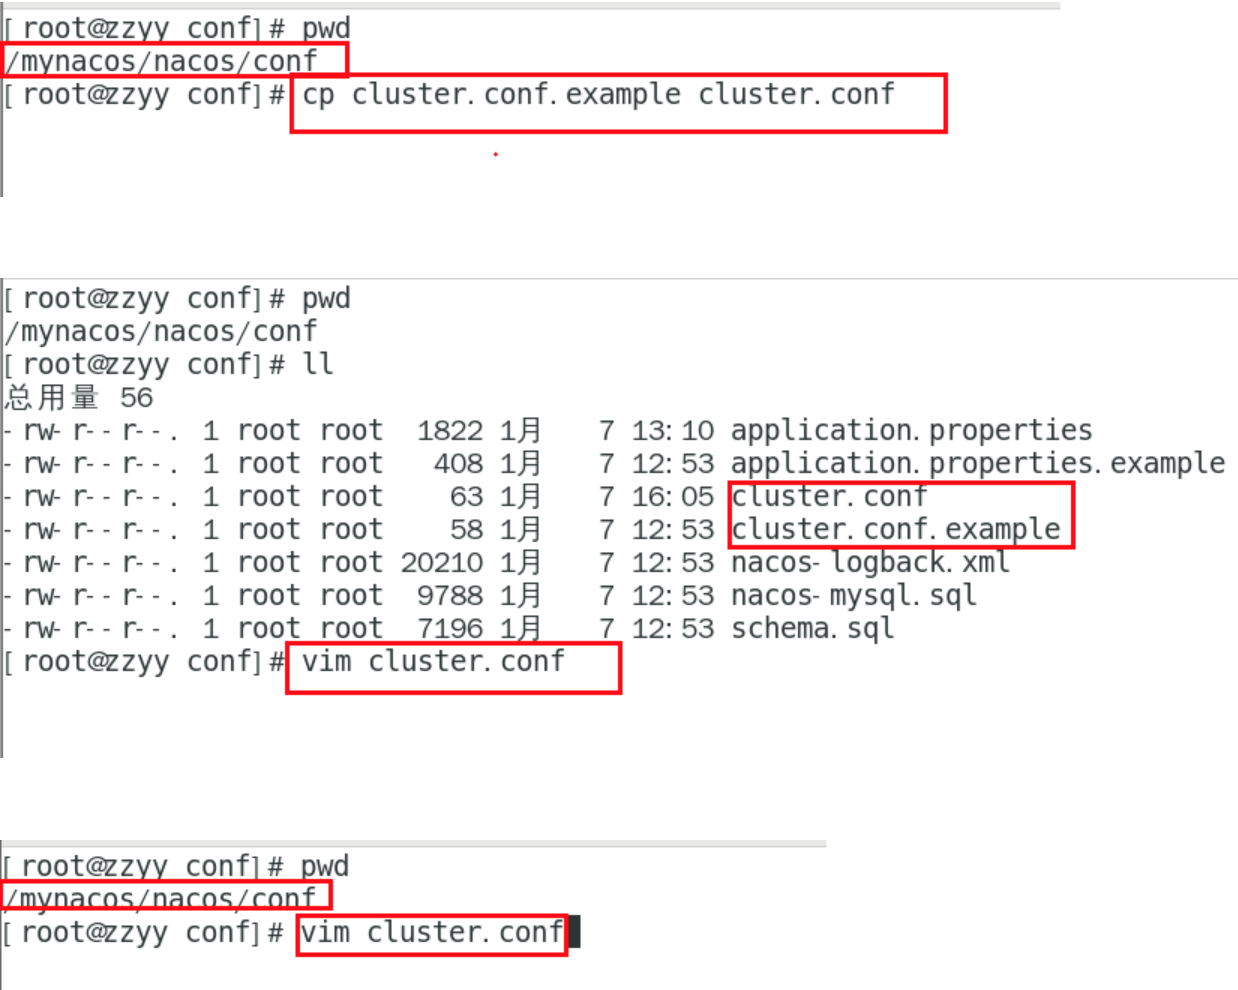 [root@zzyy conf]# pwd
/mynacos/nacos/conf
[root@zzyy conf]# cp cluster.conf.example cluster.conf
[root@zzyy conf]# pwd
/mynacos/nacos/conf
[root@zzyy conf]# ll
总用量 56
-rw-r--r--. 1 root root  1822 1月   7 13:10 application.properties
-rw-r--r--. 1 root root   408 1月   7 12:53 application.properties.example
-rw-r--r--. 1 root root    63 1月   7 16:05 cluster.conf
-rw-r--r--. 1 root root    58 1月   7 12:53 cluster.conf.example
-rw-r--r--. 1 root root 20210 1月   7 12:53 nacos-logback.xml
-rw-r--r--. 1 root root  9788 1月   7 12:53 nacos-mysql.sql
-rw-r--r--. 1 root root  7196 1月   7 12:53 schema.sql
[root@zzyy conf]# vim cluster.conf
[root@zzyy conf]# pwd
/mynacos/nacos/conf
[root@zzyy conf]# vim cluster.conf